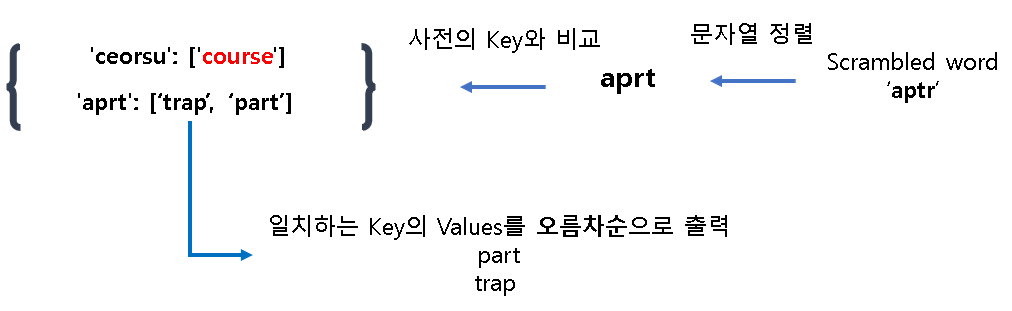 { 'ceorsu': ['course'] }
'aprt': [‘trap’, ‘part’]
사전의 Key와 비교
aprt
문자열 정렬
Scrambled word
‘aptr‘
일치하는 Key의 Values를 오름차순으로 출력
part
trap